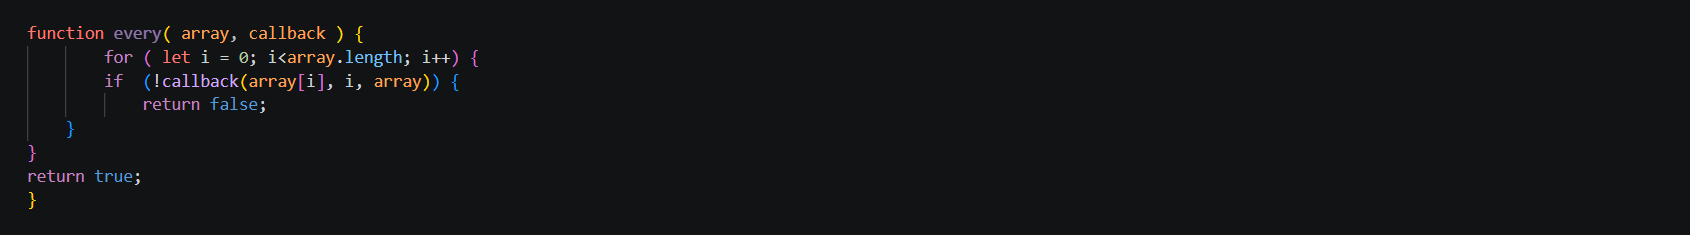 function every( array, callback ) {
        for ( let i = 0; i<array.length; i++) {
        if  (!callback(array[i], i, array)) {
            return false;
    }
}
return true;
}